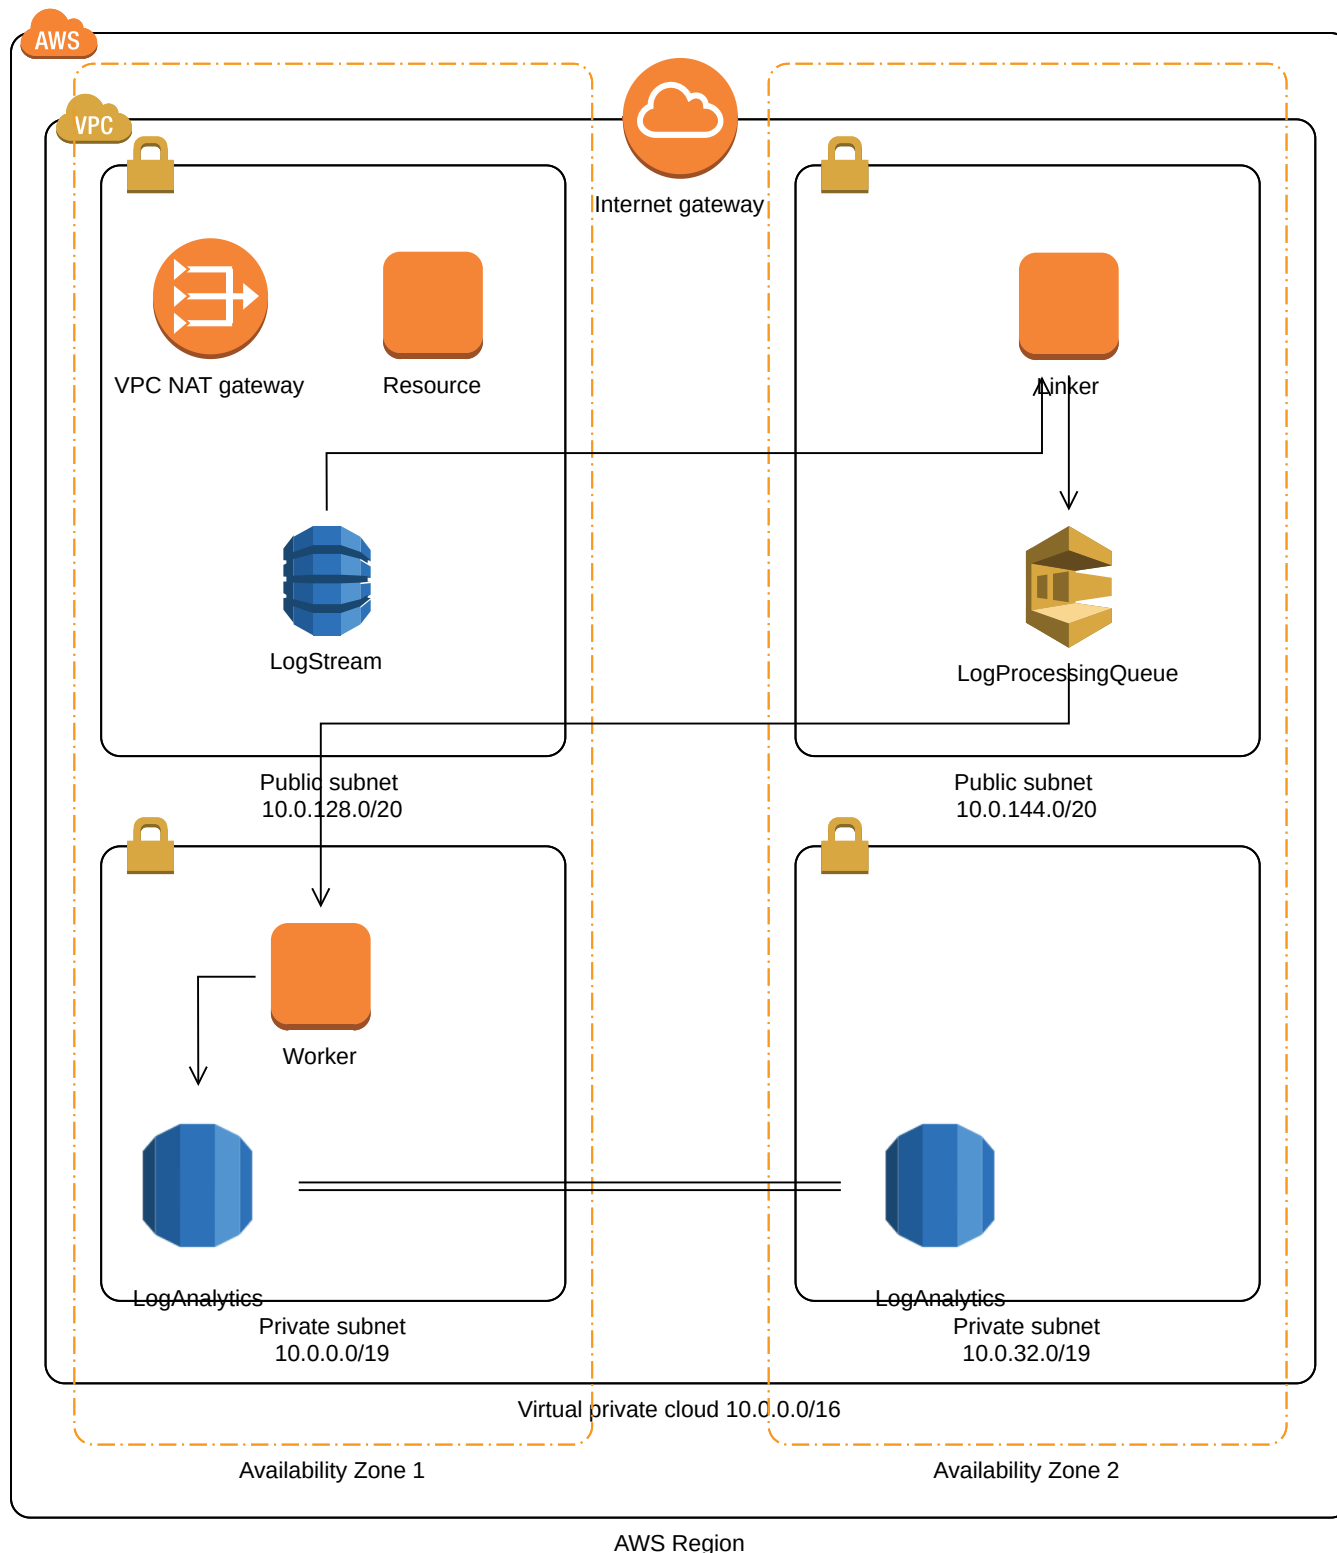 AWS
VPC
Internet gateway
VPC NAT gateway
Resource
Linker
LogStream
LogProcessingQueue
Public subnet
10.0.128.0/20
Public subnet
10.0.144.0/20
Worker
LogAnalytics
LogAnalytics
Private subnet
10.0.0.0/19
Private subnet
10.0.32.0/19
Virtual private cloud 10.0.0.0/16
Availability Zone 1
Availability Zone 2
AWS Region